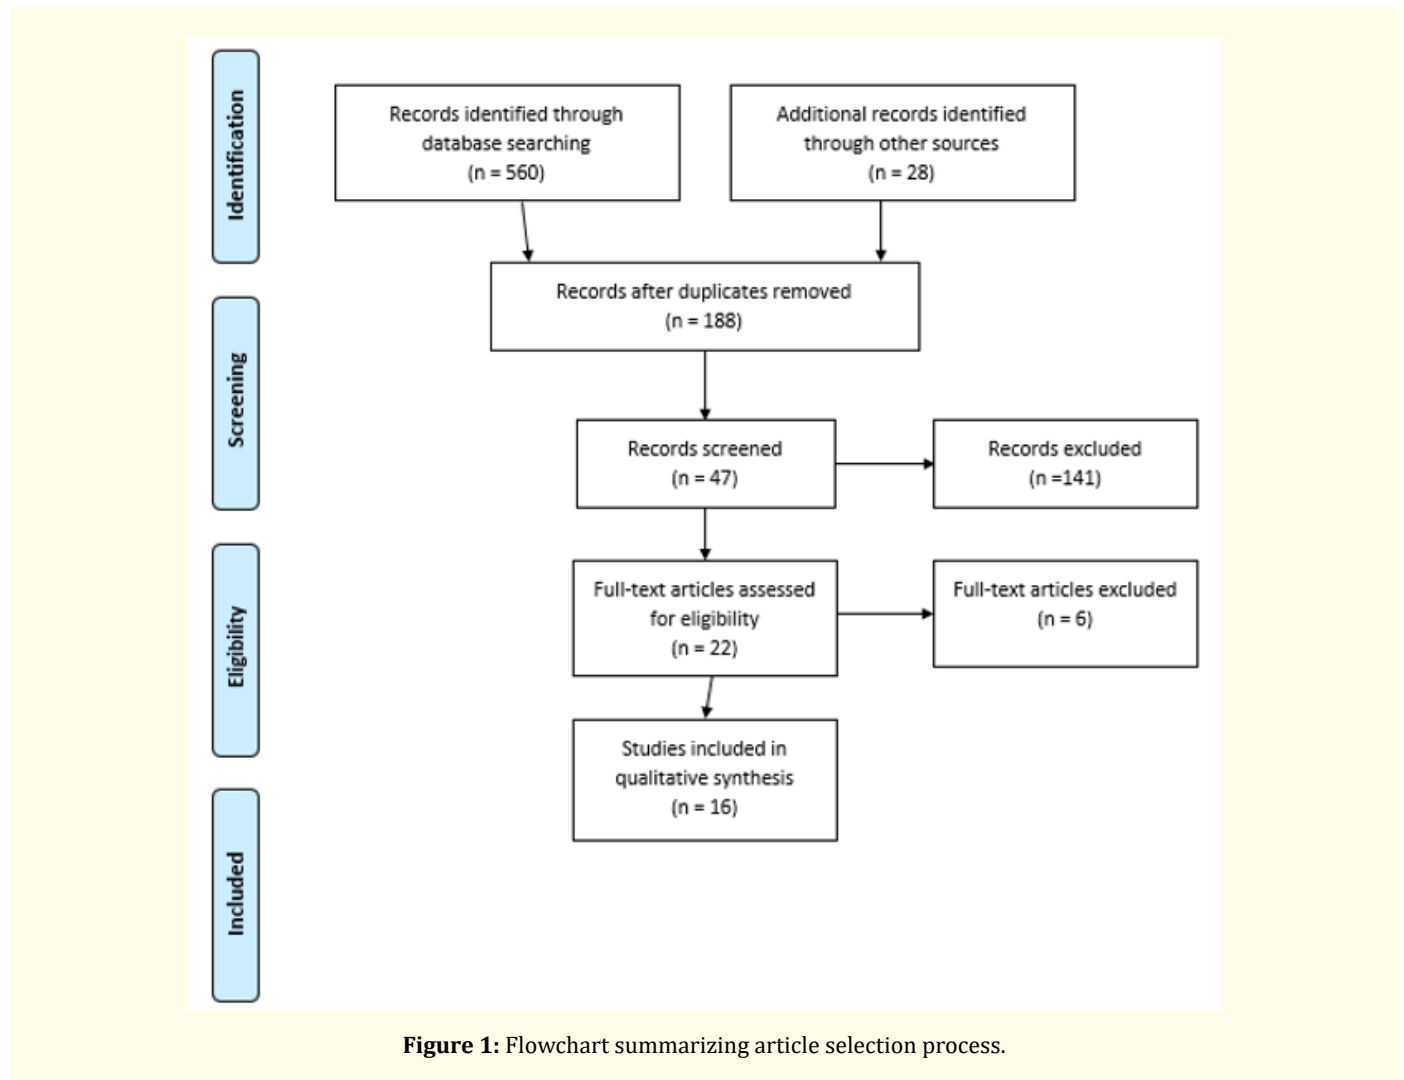 Identification
Records identified through
database searching
(n = 560)
Additional records identified
through other sources
(n = 28)
Records after duplicates removed
(n = 188)
Screening
Records screened
(n = 47)
Records excluded
(n =141)
Eligibility
Full-text articles assessed
for eligibility
(n = 22)
Full-text articles excluded
(n = 6)
Studies included in
qualitative synthesis
(n = 16)
Included
Figure 1: Flowchart summarizing article selection process.